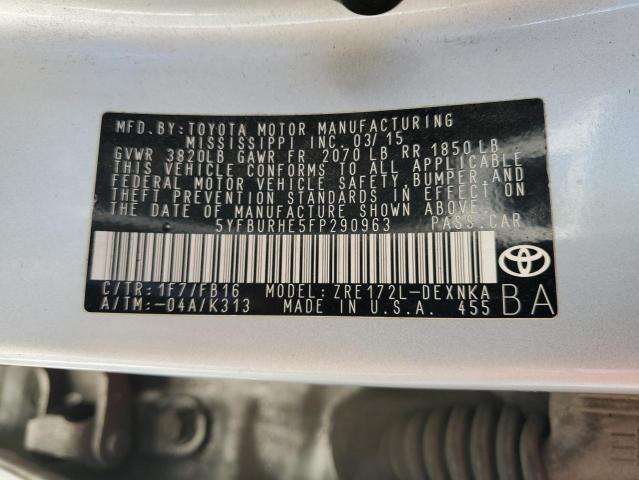 MFD.BY:TOYOTA MOTOR MANUFACTURING
MISSISSIPPI INC. 03/15
GVWR 3820LB GAWR FR 2070 LB RR 1850 LB
THIS VEHICLE CONFORMS TO ALL APPLICABLE
FEDERAL MOTOR VEHICLE SAFETY, BUMPER AND
THEFT PREVENTION STANDARDS IN EFFECT ON
THE DATE OF MANUFACTURE SHOWN ABOVE.
5YFBURHE5FP290963 PASS.CAR
C/TR:1F7/FB16 MODEL:ZRE172L-DEXNKA
A/TM:-04A/K313 MADE IN U.S.A. 455
BA